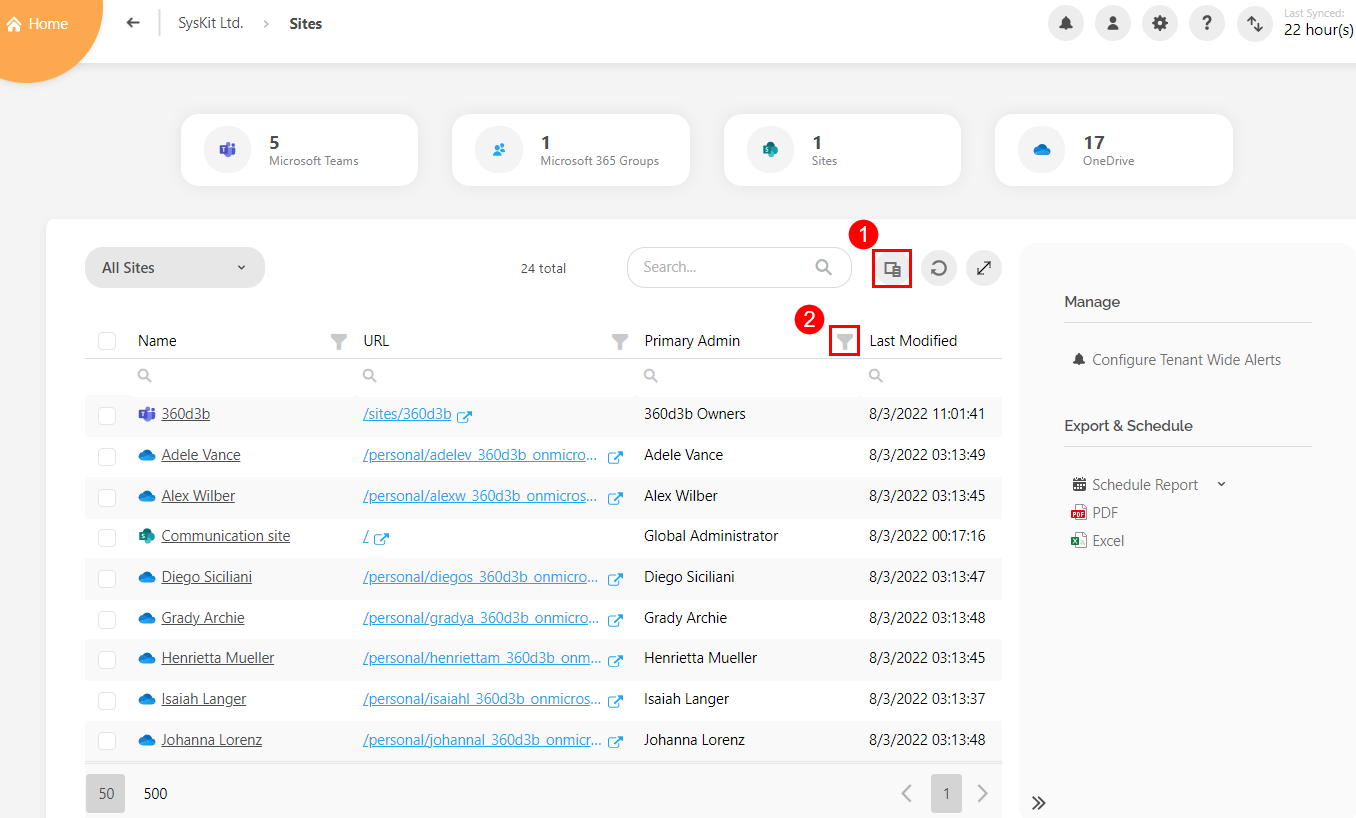 Home
SysKit Ltd. > Sites
Last Synced:
22 hour(s)
5
Microsoft Teams
1
Microsoft 365 Groups
1
Sites
17
OneDrive
All Sites
24 total
Search...
1
2
Name URL Primary Admin Last Modified
360d3b /sites/360d3b 360d3b Owners 8/3/2022 11:01:41
Adele Vance /personal/adelev_360d3b_onmicro... Adele Vance 8/3/2022 03:13:49
Alex Wilber /personal/alexw_360d3b_onmicros... Alex Wilber 8/3/2022 03:13:45
Communication site / Global Administrator 8/3/2022 00:17:16
Diego Siciliani /personal/diegos_360d3b_onmicro... Diego Siciliani 8/3/2022 03:13:47
Grady Archie /personal/gradya_360d3b_onmicro... Grady Archie 8/3/2022 03:13:48
Henrietta Mueller /personal/henriettam_360d3b_onm... Henrietta Mueller 8/3/2022 03:13:45
Isaiah Langer /personal/isaiahl_360d3b_onmicros... Isaiah Langer 8/3/2022 03:13:37
Johanna Lorenz /personal/johannal_360d3b_onmicr... Johanna Lorenz 8/3/2022 03:13:48
50 500
1
Manage
Configure Tenant Wide Alerts
Export & Schedule
Schedule Report
PDF
Excel